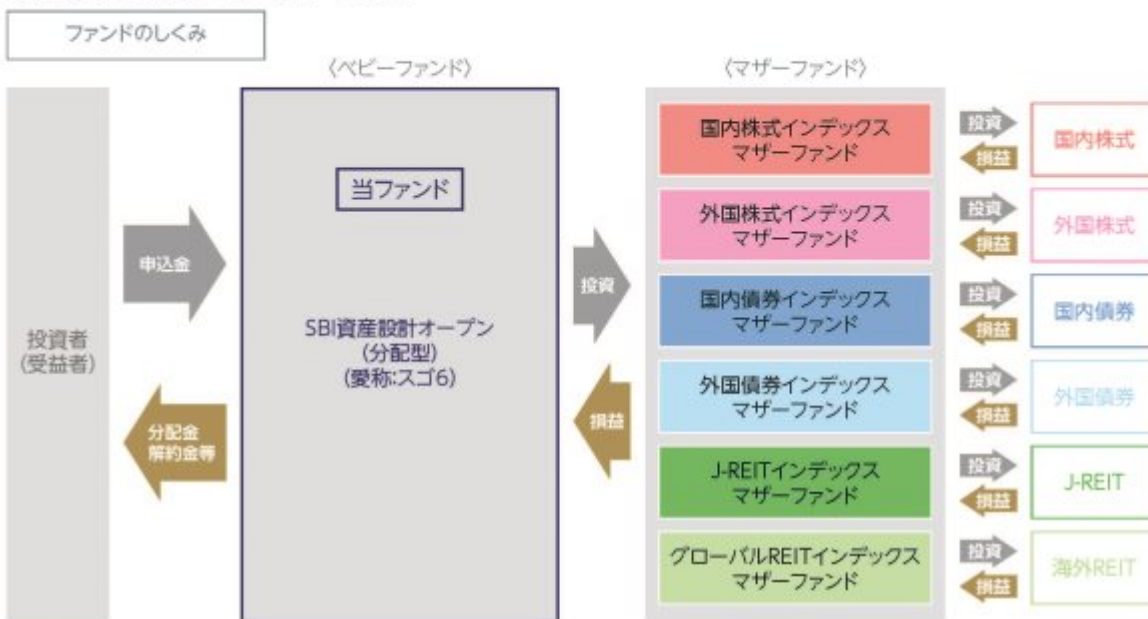 ファンドのしくみ
〈ベビーファンド〉
〈マザーファンド〉
投資者
(受益者)
申込金
分配金
解約金等
当ファンド
SBI資産設計オープン
(分配型)
(愛称:スゴ6)
投資
損益
国内株式インデックス
マザーファンド
投資
損益
国内株式
外国株式インデックス
マザーファンド
投資
損益
外国株式
国内債券インデックス
マザーファンド
投資
損益
国内債券
外国債券インデックス
マザーファンド
投資
損益
外国債券
J-REITインデックス
マザーファンド
投資
損益
J-REIT
グローバルREITインデックス
マザーファンド
投資
損益
海外REIT